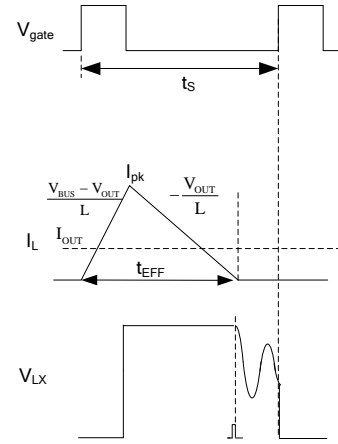 V_gate
t_S
I_pk
V_BUS − V_OUT
L
−
V_OUT
L
I_L
I_OUT
t_EFF
V_LX